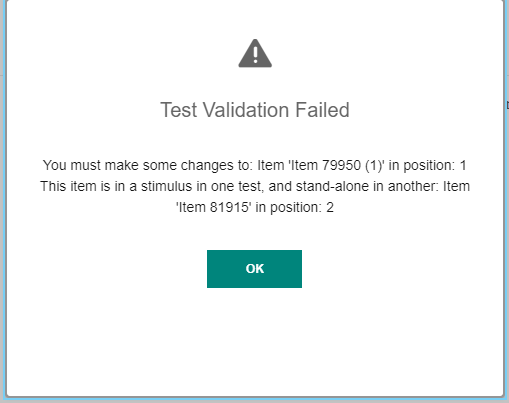 Test Validation Failed
You must make some changes to: Item 'Item 79950 (1)' in position: 1
This item is in a stimulus in one test, and stand-alone in another: Item
'Item 81915' in position: 2
OK